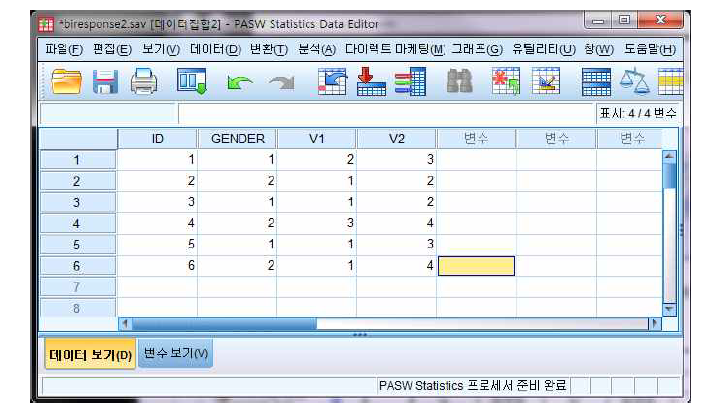 *biresponse2.sav [데이터집합2] - PASW Statistics Data Editor
파일(F) 편집(E) 보기(V) 데이터(D) 변환(T) 분석(A) 다이렉트 마케팅(M 그래프(G) 유틸리티(U) 창(W) 도움말(H)
표시: 4 / 4 변수
ID GENDER V1 V2 변수 변수 변수
1 1 1 2 3
2 2 2 1 2
3 3 1 1 2
4 4 2 3 4
5 5 1 1 3
6 6 2 1 4
7
8
데이터 보기(D) 변수 보기(V)
PASW Statistics 프로세서 준비 완료